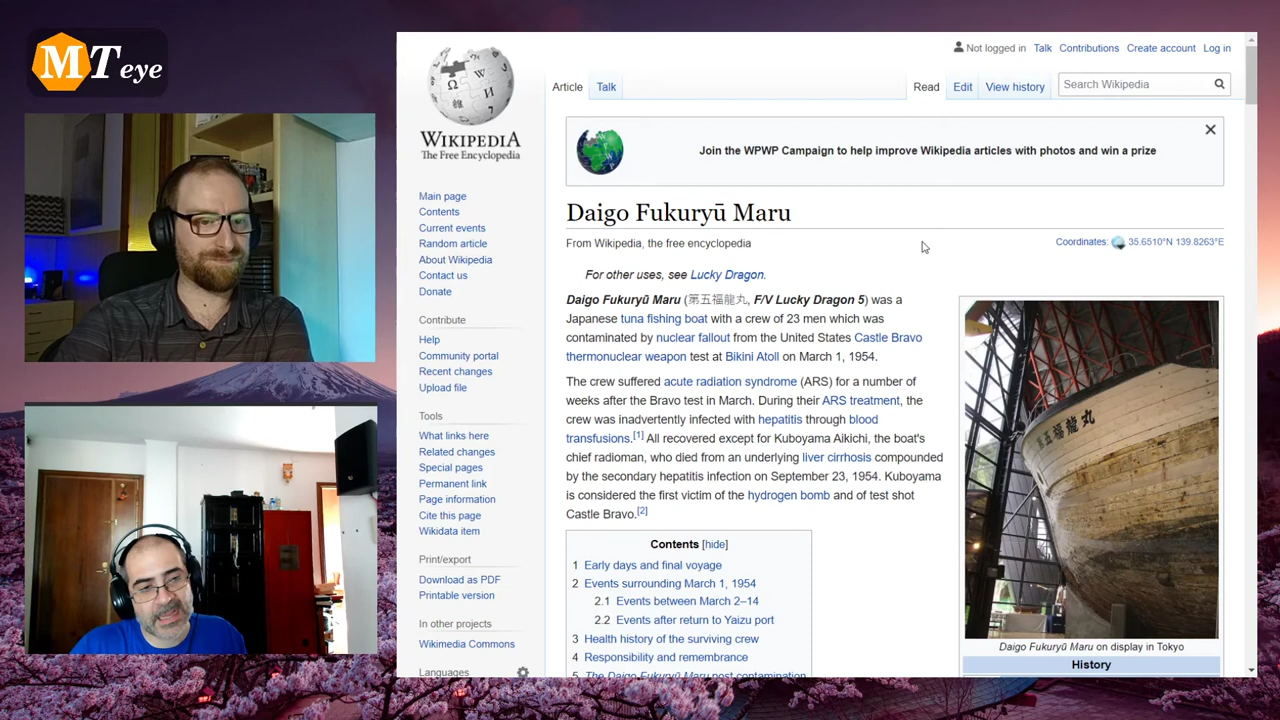 MTeye
WIKIPEDIA
The Free Encyclopedia
Main page
Contents
Current events
Random article
About Wikipedia
Contact us
Donate
Contribute
Help
Community portal
Recent changes
Upload file
Tools
What links here
Related changes
Special pages
Permanent link
Page information
Cite this page
Wikidata item
Print/export
Download as PDF
Printable version
In other projects
Wikimedia Commons
Languages
Not logged in Talk Contributions Create account Log in
Article Talk Read Edit View history Search Wikipedia
Join the WPWP Campaign to help improve Wikipedia articles with photos and win a prize
Daigo Fukuryū Maru
From Wikipedia, the free encyclopedia
Coordinates: 35.6510°N 139.8263°E
For other uses, see Lucky Dragon.
Daigo Fukuryū Maru (第五福龍丸, F/V Lucky Dragon 5) was a
Japanese tuna fishing boat with a crew of 23 men which was
contaminated by nuclear fallout from the United States Castle Bravo
thermonuclear weapon test at Bikini Atoll on March 1, 1954.
The crew suffered acute radiation syndrome (ARS) for a number of
weeks after the Bravo test in March. During their ARS treatment, the
crew was inadvertently infected with hepatitis through blood
transfusions.[1] All recovered except for Kuboyama Aikichi, the boat's
chief radioman, who died from an underlying liver cirrhosis compounded
by the secondary hepatitis infection on September 23, 1954. Kuboyama
is considered the first victim of the hydrogen bomb and of test shot
Castle Bravo.[2]
Contents [hide]
1 Early days and final voyage
2 Events surrounding March 1, 1954
2.1 Events between March 2–14
2.2 Events after return to Yaizu port
3 Health history of the surviving crew
4 Responsibility and remembrance
5 The Daigo Fukuryū Maru post contamination
第五福龍丸
Daigo Fukuryū Maru on display in Tokyo
History